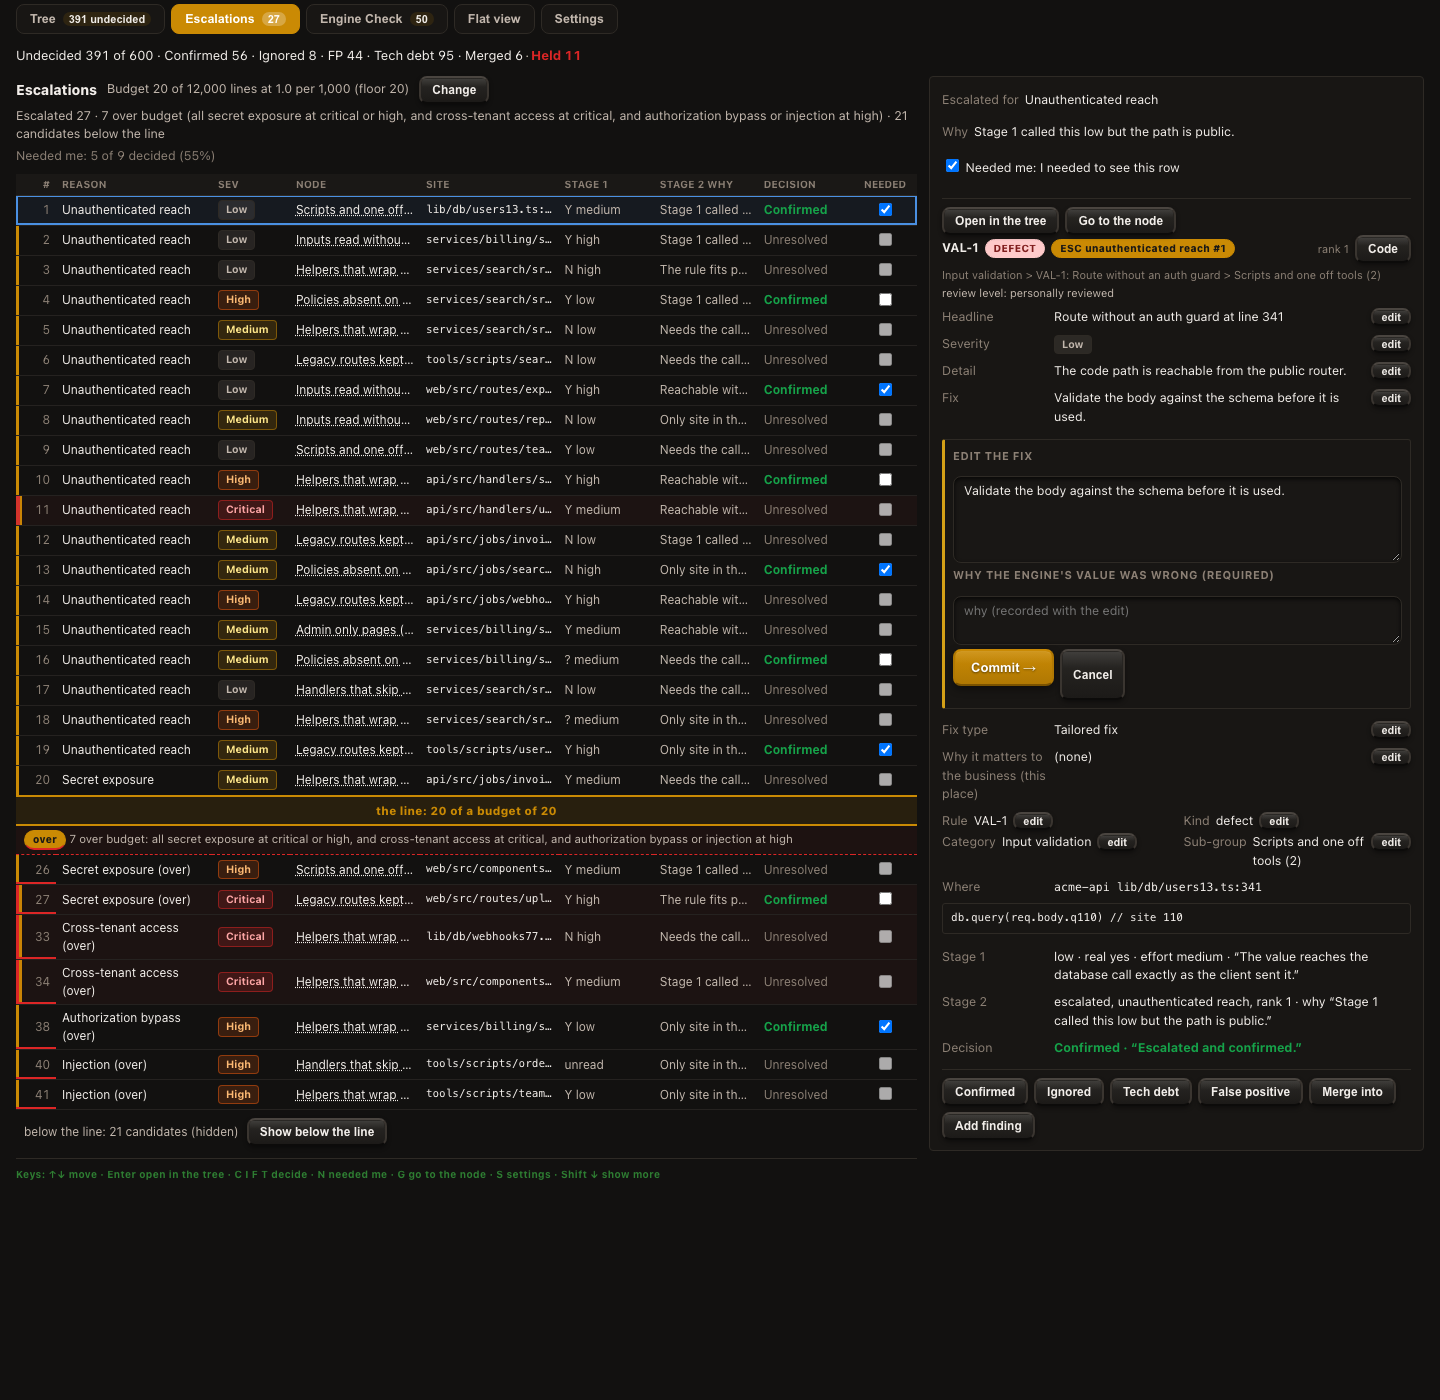 Tree 391 undecided Escalations 27 Engine Check 50 Flat view Settings
Undecided 391 of 600 · Confirmed 56 · Ignored 8 · FP 44 · Tech debt 95 · Merged 6 · Held 11
Escalations Budget 20 of 12,000 lines at 1.0 per 1,000 (floor 20) Change
Escalated 27 · 7 over budget (all secret exposure at critical or high, and cross-tenant access at critical, and authorization bypass or injection at high) · 21
candidates below the line
Needed me: 5 of 9 decided (55%)
# REASON SEV NODE SITE STAGE 1 STAGE 2 WHY DECISION NEEDED
1 Unauthenticated reach Low Scripts and one off... lib/db/users13.ts:… Y medium Stage 1 called ... Confirmed
2 Unauthenticated reach Low Inputs read withou... services/billing/s… Y high Stage 1 called ... Unresolved
3 Unauthenticated reach Low Helpers that wrap ... services/search/sr… N high The rule fits p... Unresolved
4 Unauthenticated reach High Policies absent on ... services/search/sr… Y low Stage 1 called ... Confirmed
5 Unauthenticated reach Medium Helpers that wrap ... services/search/sr… N low Needs the call... Unresolved
6 Unauthenticated reach Low Legacy routes kept... tools/scripts/sear… N low Needs the call... Unresolved
7 Unauthenticated reach Low Inputs read withou... web/src/routes/exp… Y high Reachable wit... Confirmed
8 Unauthenticated reach Medium Inputs read withou... web/src/routes/rep… N low Only site in th... Unresolved
9 Unauthenticated reach Low Scripts and one off... web/src/routes/tea… Y low Needs the call... Unresolved
10 Unauthenticated reach High Helpers that wrap ... api/src/handlers/s… Y high Reachable wit... Confirmed
11 Unauthenticated reach Critical Helpers that wrap ... api/src/handlers/u… Y medium Reachable wit... Unresolved
12 Unauthenticated reach Medium Legacy routes kept... api/src/jobs/invoi… N low Stage 1 called ... Unresolved
13 Unauthenticated reach Medium Policies absent on ... api/src/jobs/searc… N high Only site in th... Confirmed
14 Unauthenticated reach High Legacy routes kept... api/src/jobs/webho… Y high Reachable wit... Unresolved
15 Unauthenticated reach Medium Admin only pages (... services/billing/s… Y medium Reachable wit... Unresolved
16 Unauthenticated reach Medium Policies absent on ... services/billing/s… ? medium Needs the call... Confirmed
17 Unauthenticated reach Low Handlers that skip ... services/search/sr… N low Needs the call... Unresolved
18 Unauthenticated reach High Helpers that wrap ... services/search/sr… ? medium Only site in th... Unresolved
19 Unauthenticated reach Medium Legacy routes kept... tools/scripts/user… Y high Only site in th... Confirmed
20 Secret exposure Medium Helpers that wrap ... api/src/jobs/invoi… Y medium Needs the call... Unresolved
the line: 20 of a budget of 20
over 7 over budget: all secret exposure at critical or high, and cross-tenant access at critical, and authorization bypass or injection at high
26 Secret exposure (over) High Scripts and one off... web/src/components… Y medium Stage 1 called ... Unresolved
27 Secret exposure (over) Critical Legacy routes kept... web/src/routes/upl… Y high The rule fits p... Confirmed
33 Cross-tenant access (over) Critical Helpers that wrap ... lib/db/webhooks77.… N high Needs the call... Unresolved
34 Cross-tenant access (over) Critical Helpers that wrap ... web/src/components… Y medium Stage 1 called ... Unresolved
38 Authorization bypass (over) High Helpers that wrap ... services/billing/s… Y low Only site in th... Confirmed
40 Injection (over) High Handlers that skip ... tools/scripts/orde… unread Only site in th... Unresolved
41 Injection (over) High Helpers that wrap ... tools/scripts/team… Y low Only site in th... Unresolved
below the line: 21 candidates (hidden) Show below the line
Keys: ↑↓ move · Enter open in the tree · C I F T decide · N needed me · G go to the node · S settings · Shift ↓ show more
Escalated for Unauthenticated reach
Why Stage 1 called this low but the path is public.
Needed me: I needed to see this row
Open in the tree Go to the node
VAL-1 DEFECT ESC unauthenticated reach #1 rank 1 Code
Input validation > VAL-1: Route without an auth guard > Scripts and one off tools (2)
review level: personally reviewed
Headline Route without an auth guard at line 341 edit
Severity Low edit
Detail The code path is reachable from the public router. edit
Fix Validate the body against the schema before it is edit
used.
EDIT THE FIX
Validate the body against the schema before it is used.
WHY THE ENGINE'S VALUE WAS WRONG (REQUIRED)
why (recorded with the edit)
Commit → Cancel
Fix type Tailored fix edit
Why it matters to (none) edit
the business (this
place)
Rule VAL-1 edit Kind defect edit
Category Input validation edit Sub-group Scripts and one off edit
tools (2)
Where acme-api lib/db/users13.ts:341
db.query(req.body.q110) // site 110
Stage 1 low · real yes · effort medium · “The value reaches the
database call exactly as the client sent it.”
Stage 2 escalated, unauthenticated reach, rank 1 · why “Stage 1
called this low but the path is public.”
Decision Confirmed · “Escalated and confirmed.”
Confirmed Ignored Tech debt False positive Merge into
Add finding